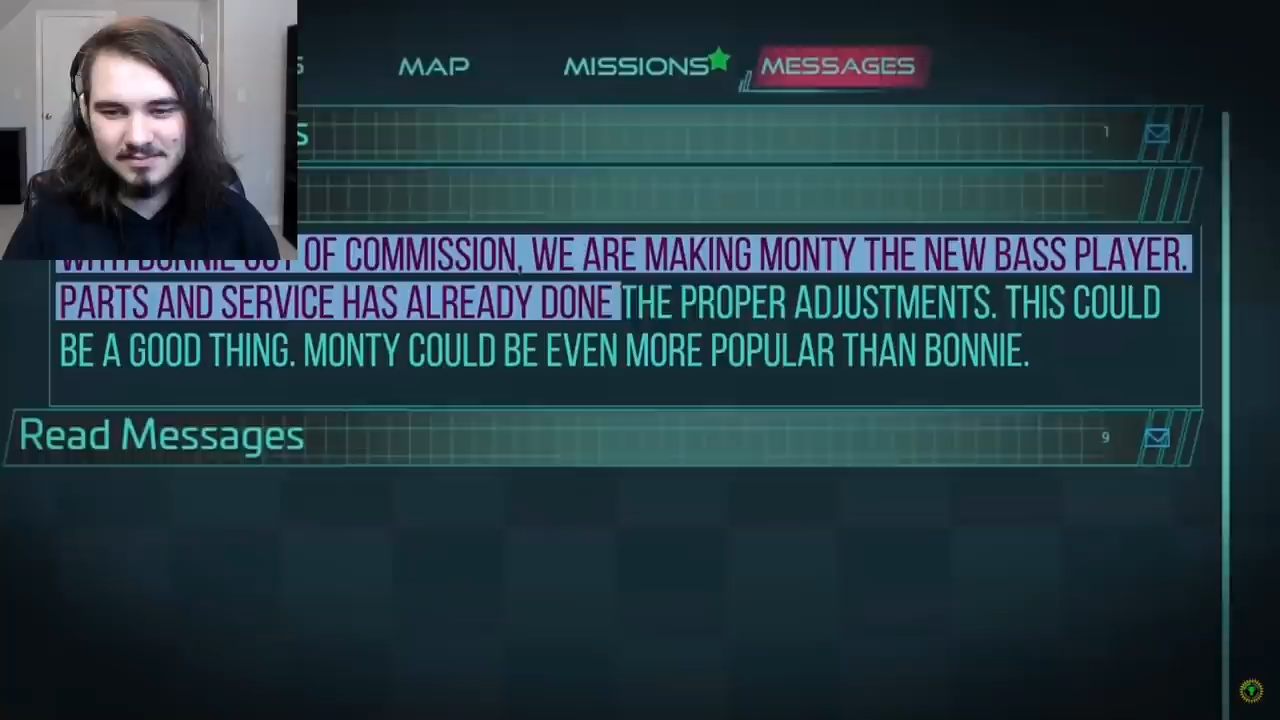 S MAP MISSIONS MESSAGES
S 1
OF COMMISSION, WE ARE MAKING MONTY THE NEW BASS PLAYER.
PARTS AND SERVICE HAS ALREADY DONE THE PROPER ADJUSTMENTS. THIS COULD
BE A GOOD THING. MONTY COULD BE EVEN MORE POPULAR THAN BONNIE.
Read Messages 9